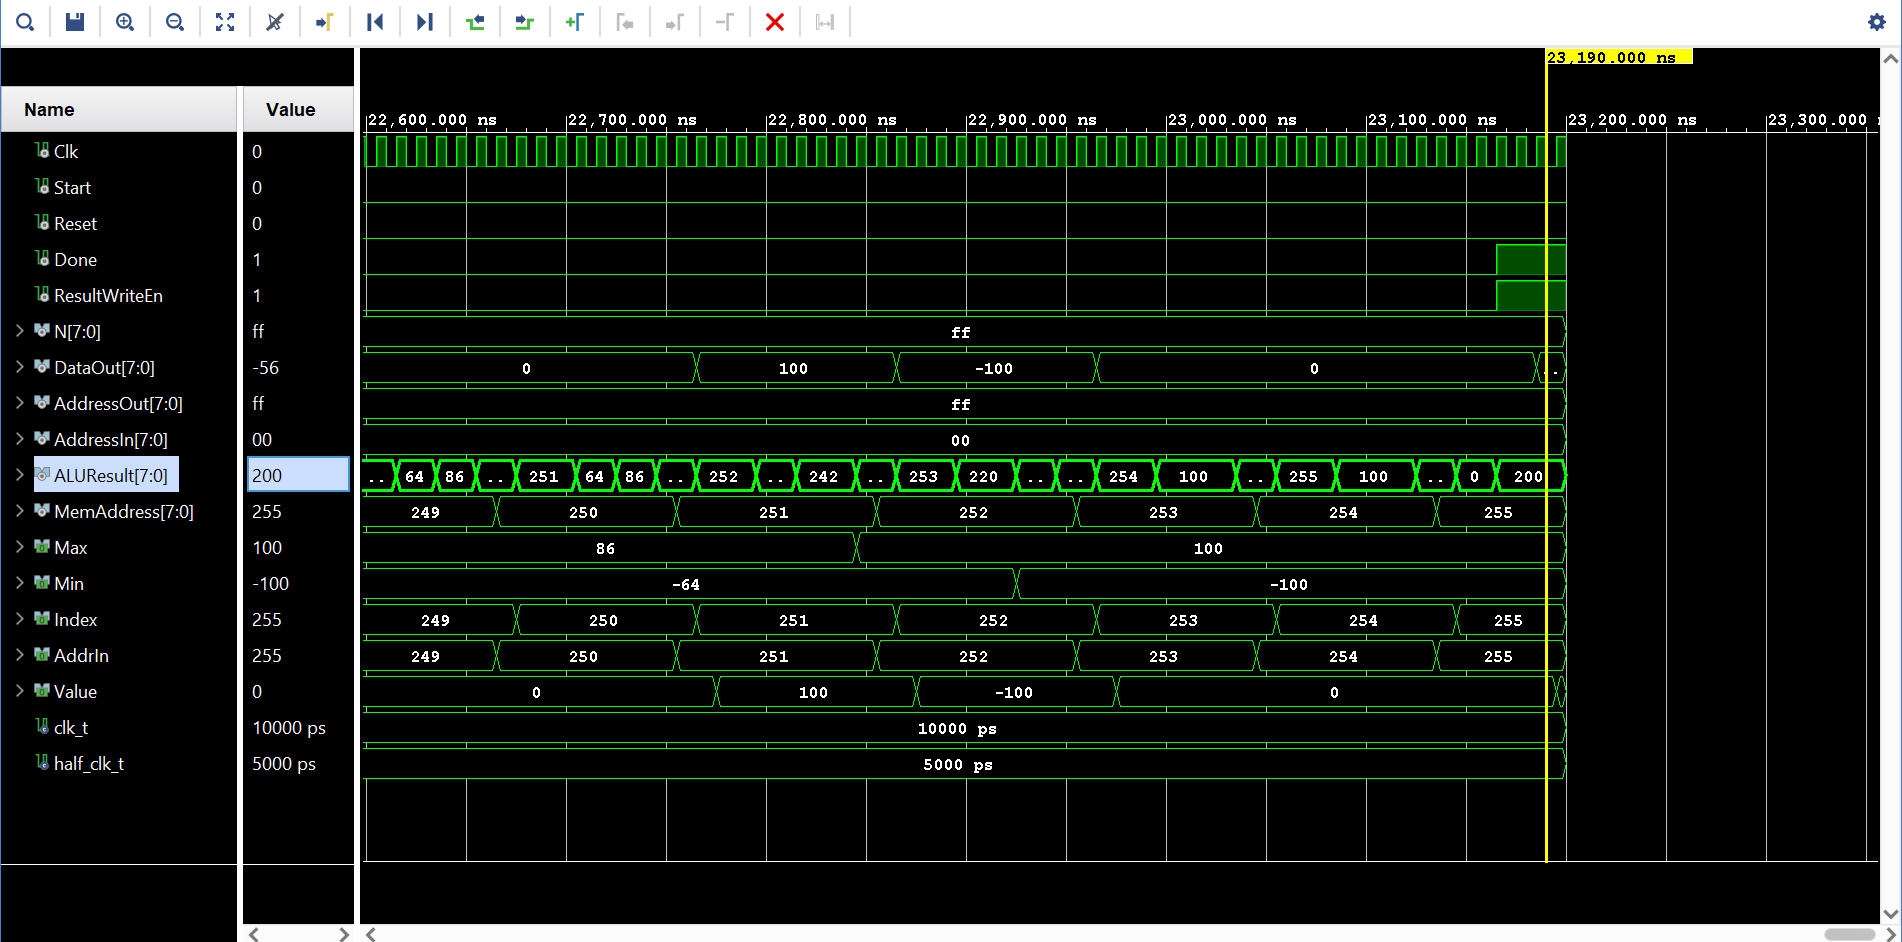 23,190.000 ns
Name Value
22,600.000 ns 22,700.000 ns 22,800.000 ns 22,900.000 ns 23,000.000 ns 23,100.000 ns 23,200.000 ns 23,300.000
Clk 0
Start 0
Reset 0
Done 1
ResultWriteEn 1
N[7:0] ff ff
DataOut[7:0] -56 0 100 -100 0 ..
AddressOut[7:0] ff ff
AddressIn[7:0] 00 00
ALUResult[7:0] 200 .. 64 86 .. 251 64 86 .. 252 .. 242 .. 253 220 .. .. 254 100 .. 255 100 .. 0 200
MemAddress[7:0] 255 249 250 251 252 253 254 255
Max 100 86 100
Min -100 -64 -100
Index 255 249 250 251 252 253 254 255
AddrIn 255 249 250 251 252 253 254 255
Value 0 0 100 -100 0
clk_t 10000 ps 10000 ps
half_clk_t 5000 ps 5000 ps